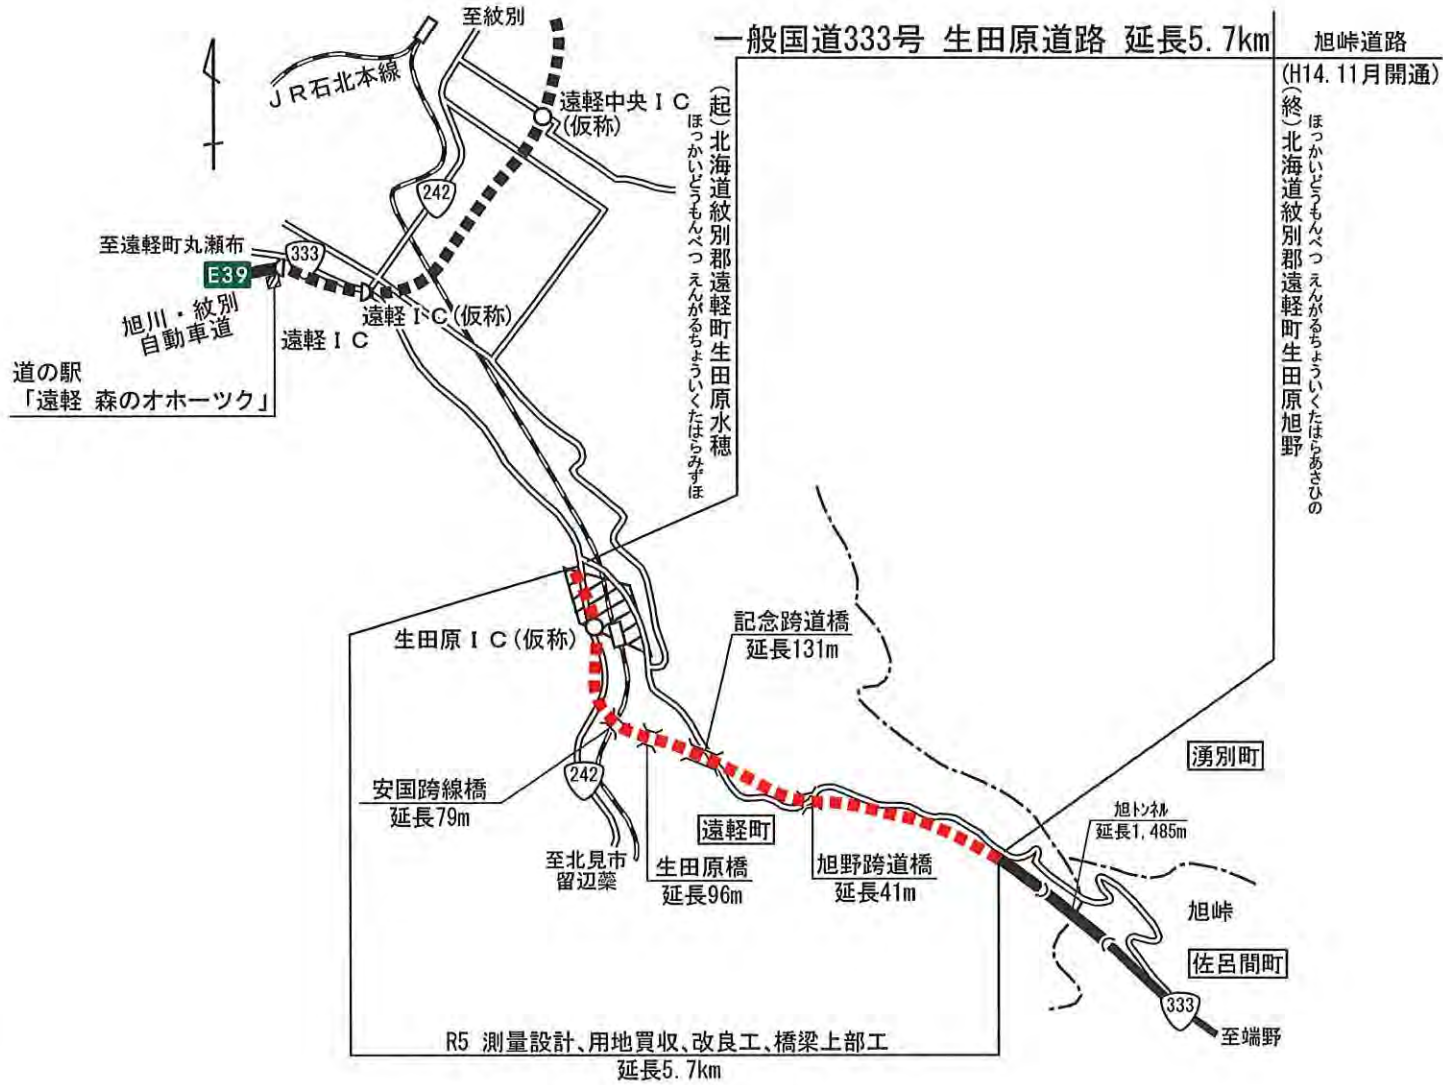 至紋別
一般国道333号 生田原道路 延長5.7km
旭峠道路
(H14.11月開通)
JR石北本線
遠軽中央IC
(仮称)
(起)北海道紋別郡遠軽町生田原水穂
ほっかいどうもんべつ えんがるちょういくたはらみずほ
(終)北海道紋別郡遠軽町生田原旭野
ほっかいどうもんべつ えんがるちょういくたはらあさひの
242
至遠軽町丸瀬布
333
E39
旭川・紋別
自動車道
遠軽IC(仮称)
遠軽IC
道の駅
「遠軽 森のオホーツク」
生田原IC(仮称)
記念跨道橋
延長131m
湧別町
242
安国跨線橋
延長79m
遠軽町
旭トンネル
延長1,485m
至北見市
留辺蘂
生田原橋
延長96m
旭野跨道橋
延長41m
旭峠
佐呂間町
333
至端野
R5 測量設計、用地買収、改良工、橋梁上部工
延長5.7km